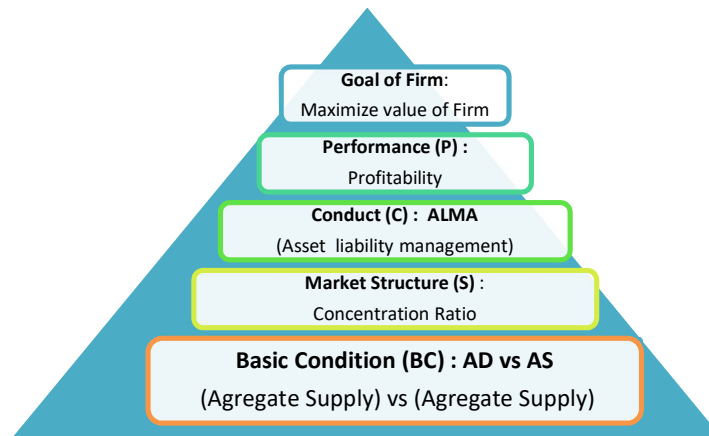 Goal of Firm:
Maximize value of Firm
Performance (P) :
Profitability
Conduct (C) : ALMA
(Asset liability management)
Market Structure (S) :
Concentration Ratio
Basic Condition (BC) : AD vs AS
(Agregate Supply) vs (Agregate Supply)